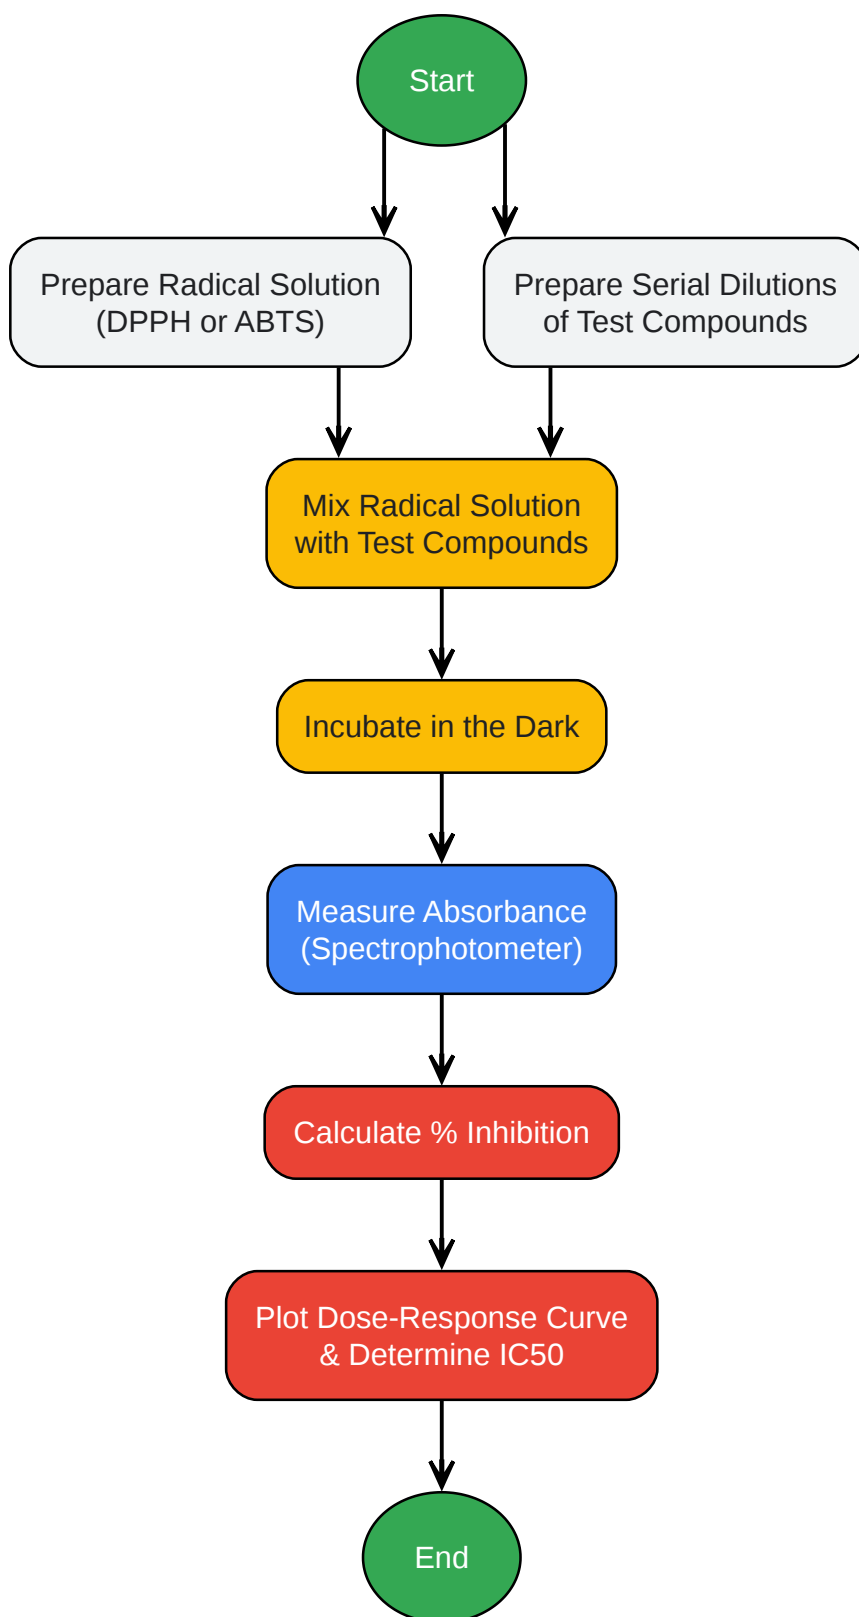 Start
Prepare Radical Solution
(DPPH or ABTS)
Prepare Serial Dilutions
of Test Compounds
Mix Radical Solution
with Test Compounds
Incubate in the Dark
Measure Absorbance
(Spectrophotometer)
Calculate % Inhibition
Plot Dose-Response Curve
& Determine IC50
End